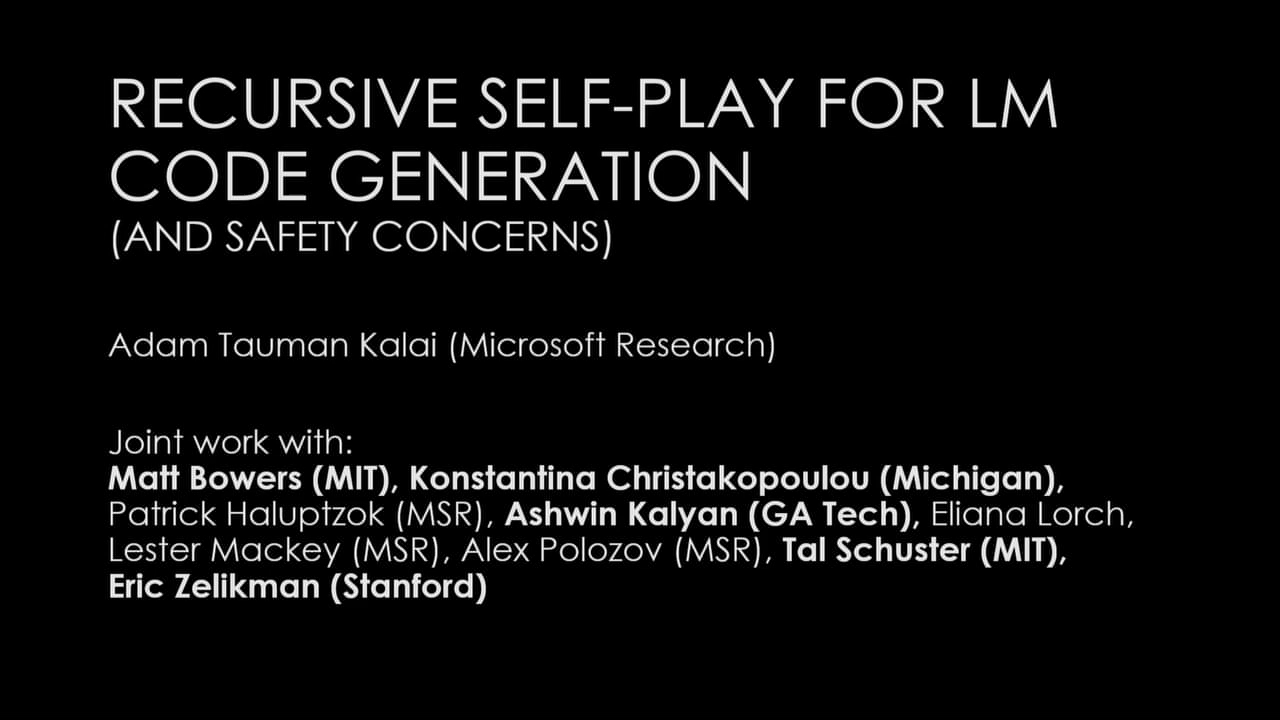 RECURSIVE SELF-PLAY FOR LM
CODE GENERATION
(AND SAFETY CONCERNS)
Adam Tauman Kalai (Microsoft Research)
Joint work with:
Matt Bowers (MIT), Konstantina Christakopoulou (Michigan),
Patrick Haluptzok (MSR), Ashwin Kalyan (GA Tech), Eliana Lorch,
Lester Mackey (MSR), Alex Polozov (MSR), Tal Schuster (MIT),
Eric Zelikman (Stanford)